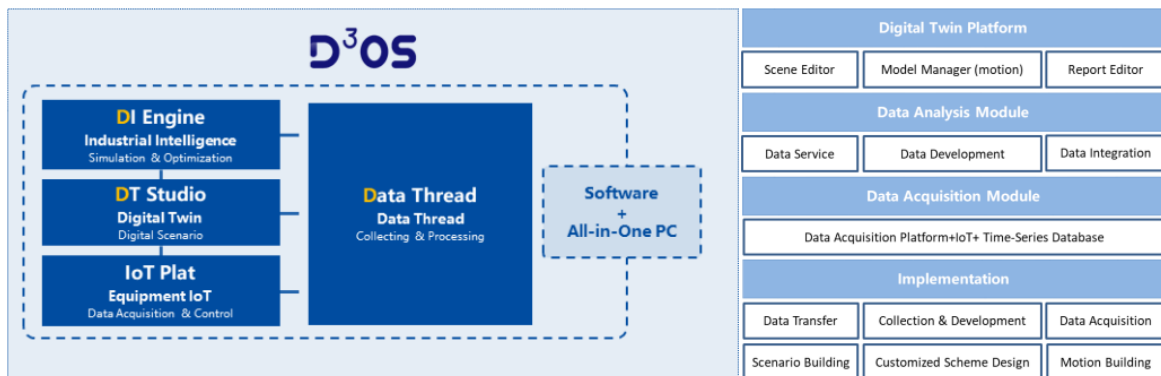 D³OS
DI Engine
Industrial Intelligence
Simulation & Optimization
DT Studio
Digital Twin
Digital Scenario
IoT Plat
Equipment IoT
Data Acquisition & Control
Data Thread
Data Thread
Collecting & Processing
Software
+
All-in-One PC
Digital Twin Platform
Scene Editor
Model Manager (motion)
Report Editor
Data Analysis Module
Data Service
Data Development
Data Integration
Data Acquisition Module
Data Acquisition Platform+IoT+ Time-Series Database
Implementation
Data Transfer
Collection & Development
Data Acquisition
Scenario Building
Customized Scheme Design
Motion Building